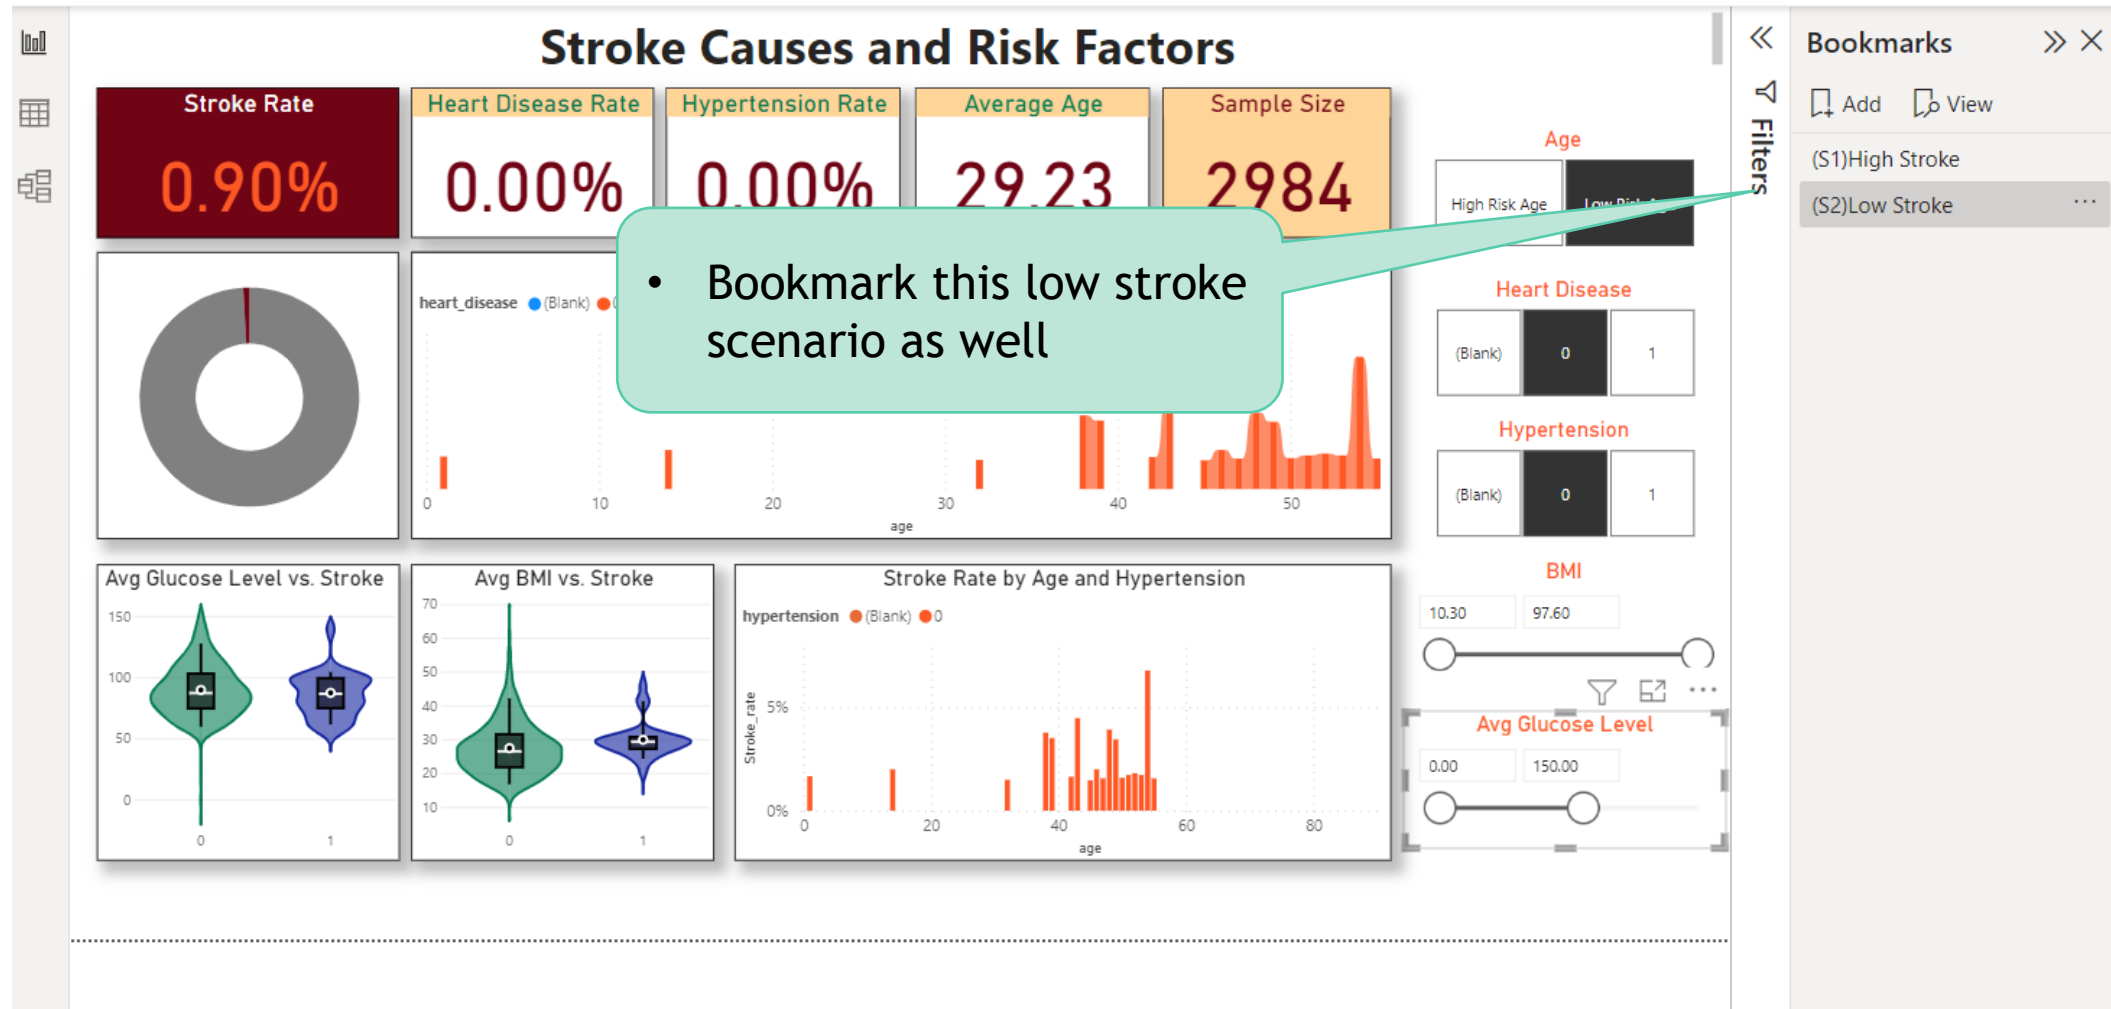 Stroke Causes and Risk Factors
Bookmarks
Add View
(S1)High Stroke
(S2)Low Stroke
Filters
Stroke Rate
0.90%
Heart Disease Rate
0.00%
Hypertension Rate
0.00%
Average Age
29.23
Sample Size
2984
Age
High Risk Age
Low Risk Age
• Bookmark this low stroke
scenario as well
heart_disease (Blank)
0 10 20 30 40 50
age
Heart Disease
(Blank) 0 1
Hypertension
(Blank) 0 1
BMI
10.30 97.60
Avg Glucose Level
0.00 150.00
Avg Glucose Level vs. Stroke
150
100
50
0
0 1
Avg BMI vs. Stroke
70
60
50
40
30
20
10
0 1
Stroke Rate by Age and Hypertension
hypertension (Blank) 0
Stroke_rate
5%
0%
0 20 40 60 80
age